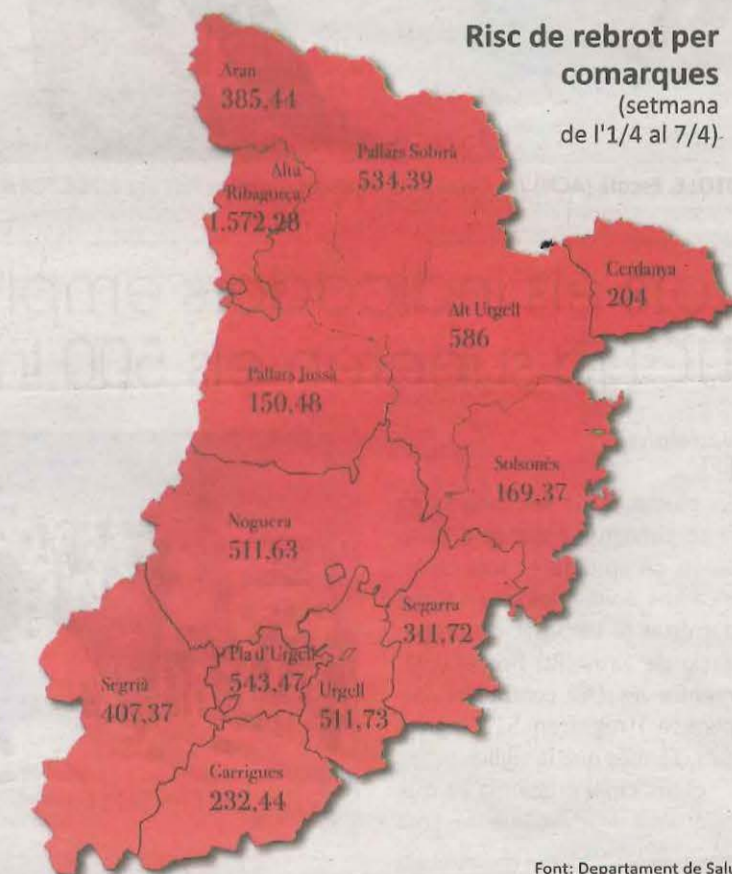 Risc de rebrot per
comarques
(setmana
de l'1/4 al 7/4)
Aran
385,44
Alta
Ribagorça
1.572,28
Pallars Sobirà
534,39
Cerdanya
204
Alt Urgell
586
Pallars Jussà
150,48
Solsonès
169,37
Noguera
511,63
Segarra
311,72
Pla d'Urgell
543,47
Urgell
511,73
Segrià
407,37
Garrigues
232,44
Font: Departament de Salu